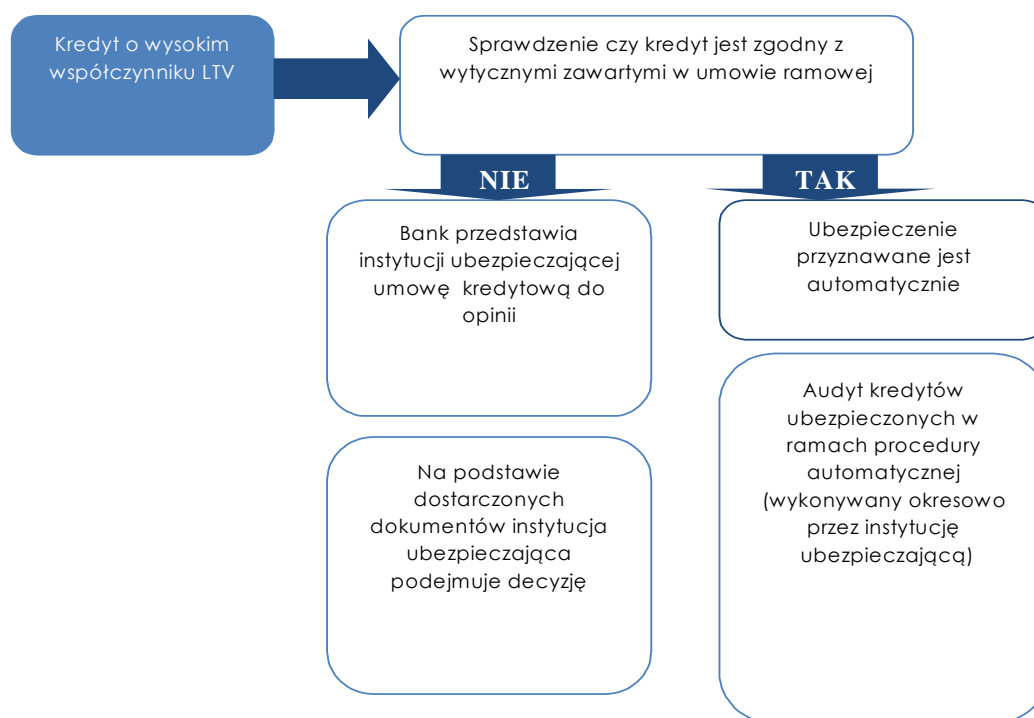 Kredyt o wysokim
współczynniku LTV
Sprawdzenie czy kredyt jest zgodny z
wytycznymi zawartymi w umowie ramowej
NIE
TAK
Bank przedstawia
instytucji ubezpieczającej
umowę kredytową do
opinii
Ubezpieczenie
przyznawane jest
automatycznie
Na podstawie
dostarczonych
dokumentów instytucja
ubezpieczająca
podejmuje decyzję
Audyt kredytów
ubezpieczonych w
ramach procedury
automatycznej
(wykonywany okresowo
przez instytucję
ubezpieczającą)